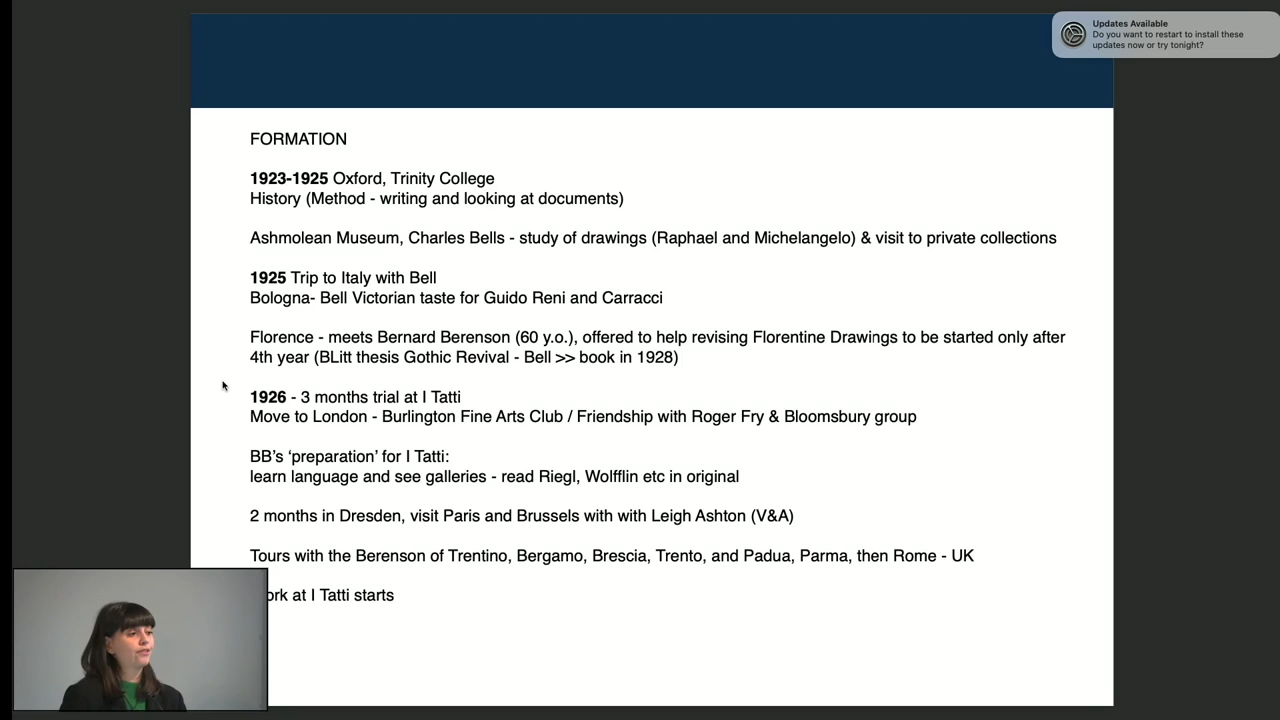 Updates Available
Do you want to restart to install these
updates now or try tonight?
FORMATION
1923-1925 Oxford, Trinity College
History (Method - writing and looking at documents)
Ashmolean Museum, Charles Bells - study of drawings (Raphael and Michelangelo) & visit to private collections
1925 Trip to Italy with Bell
Bologna- Bell Victorian taste for Guido Reni and Carracci
Florence - meets Bernard Berenson (60 y.o.), offered to help revising Florentine Drawings to be started only after
4th year (BLitt thesis Gothic Revival - Bell >> book in 1928)
1926 - 3 months trial at I Tatti
Move to London - Burlington Fine Arts Club / Friendship with Roger Fry & Bloomsbury group
BB's ‘preparation’ for I Tatti:
learn language and see galleries - read Riegl, Wolfflin etc in original
2 months in Dresden, visit Paris and Brussels with with Leigh Ashton (V&A)
Tours with the Berenson of Trentino, Bergamo, Brescia, Trento, and Padua, Parma, then Rome - UK
ork at I Tatti starts